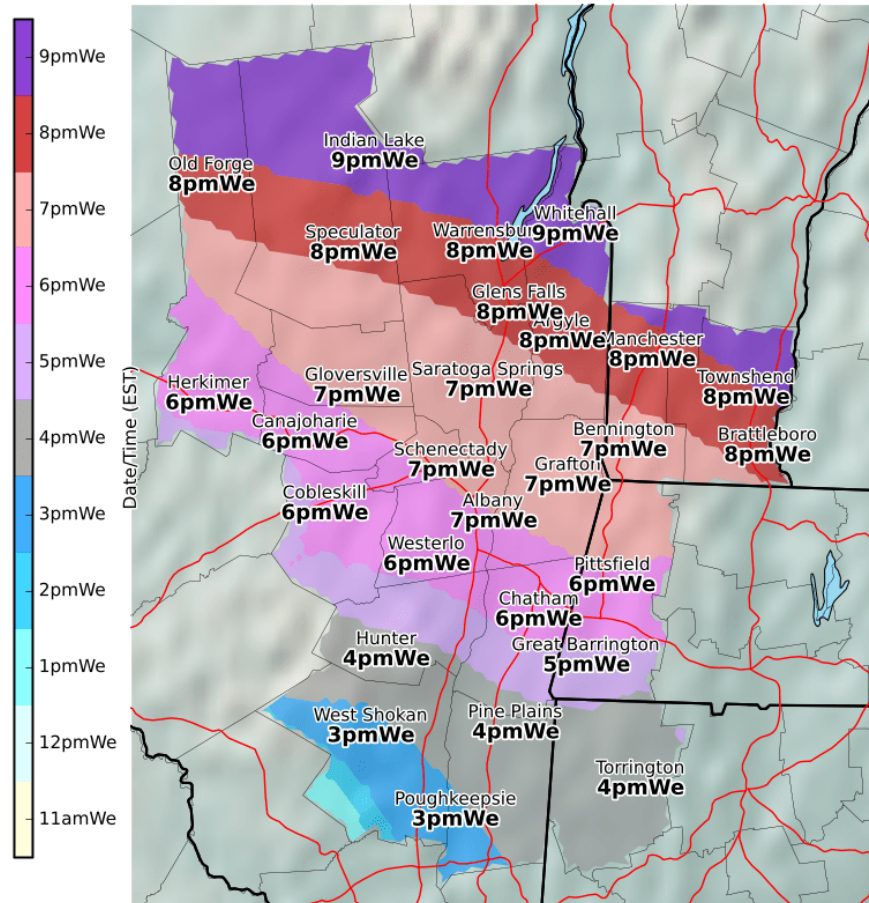 9pmWe
8pmWe
7pmWe
6pmWe
5pmWe
4pmWe
3pmWe
2pmWe
1pmWe
12pmWe
11amWe
Date/Time (EST)
Indian Lake
9pmWe
Old Forge
8pmWe
Whitehall
9pmWe
Speculator
8pmWe
Warrensbur
8pmWe
Glens Falls
8pmWe
Argyle
8pmWe
Manchester
8pmWe
Saratoga Springs
7pmWe
Gloversville
7pmWe
Herkimer
6pmWe
Townshend
8pmWe
Canajoharie
6pmWe
Bennington
7pmWe
Brattleboro
8pmWe
Schenectady
7pmWe
Grafton
7pmWe
Cobleskill
6pmWe
Albany
7pmWe
Westerlo
6pmWe
Pittsfield
6pmWe
Chatham
6pmWe
Hunter
4pmWe
Great Barrington
5pmWe
West Shokan
3pmWe
Pine Plains
4pmWe
Torrington
4pmWe
Poughkeepsie
3pmWe